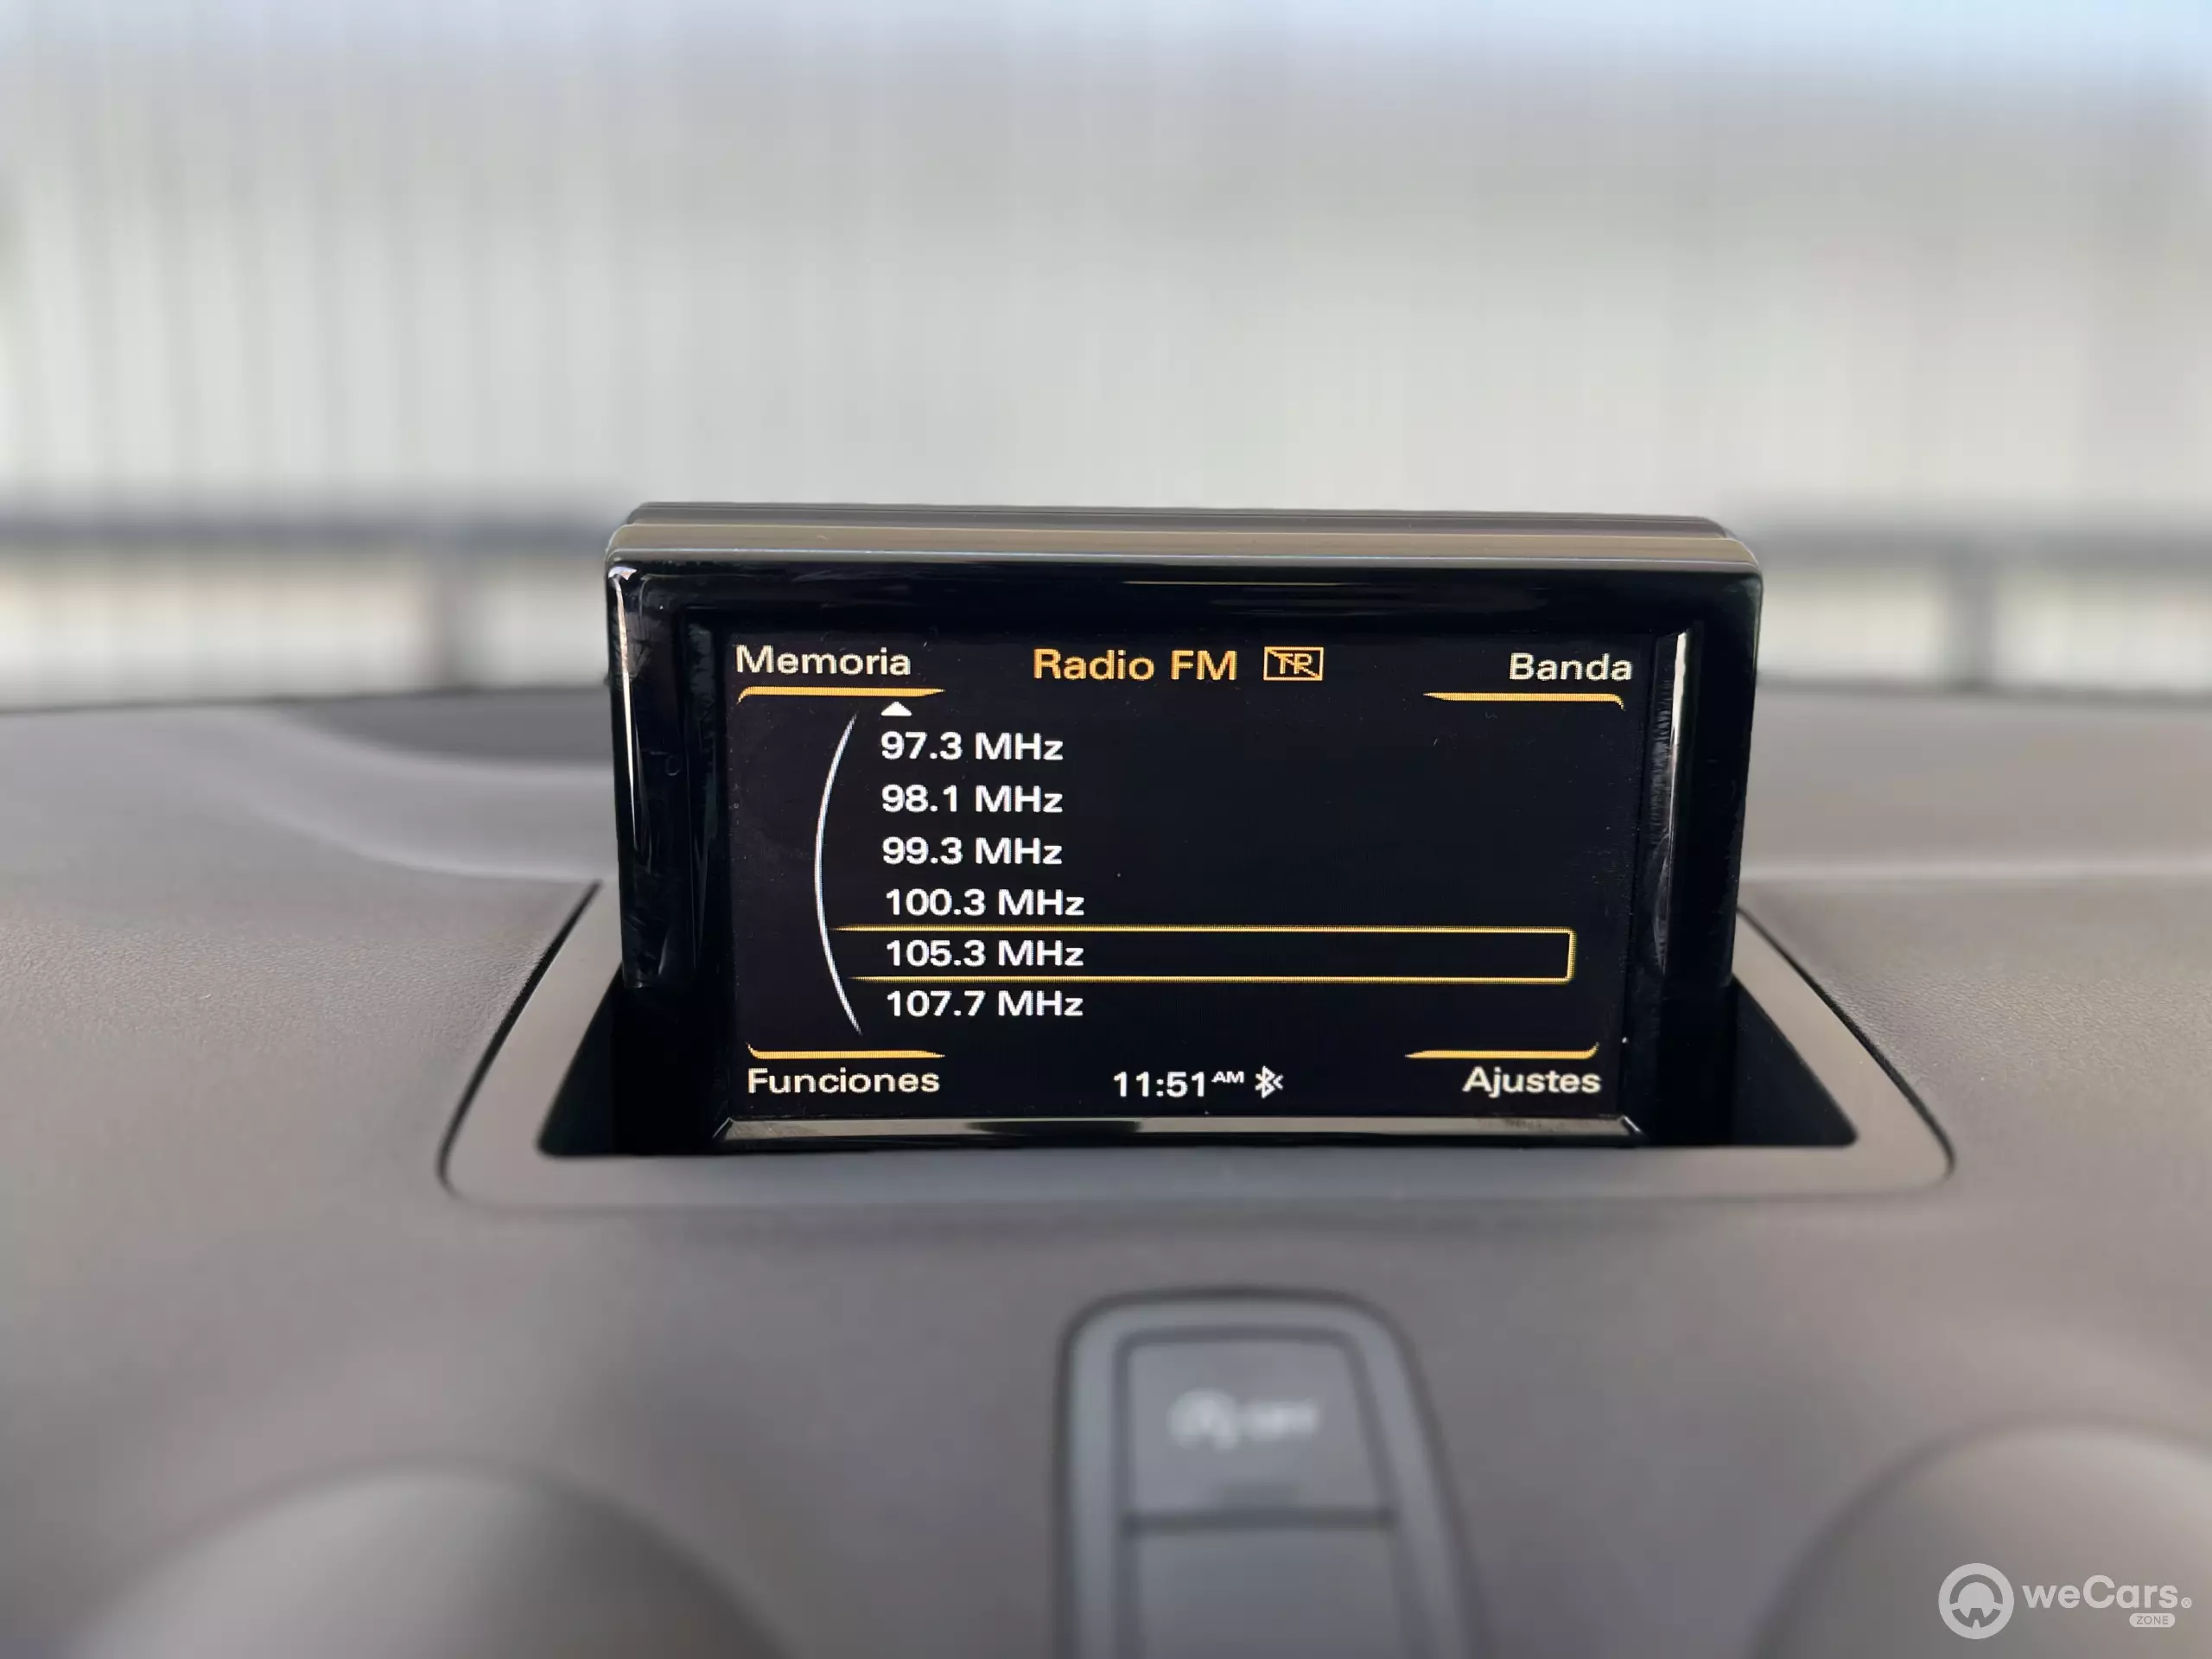 Memoria Radio FM TP Banda
97.3 MHz
98.1 MHz
99.3 MHz
100.3 MHz
105.3 MHz
107.7 MHz
Funciones 11:51 AM Ajustes
weCars.®
ZONE